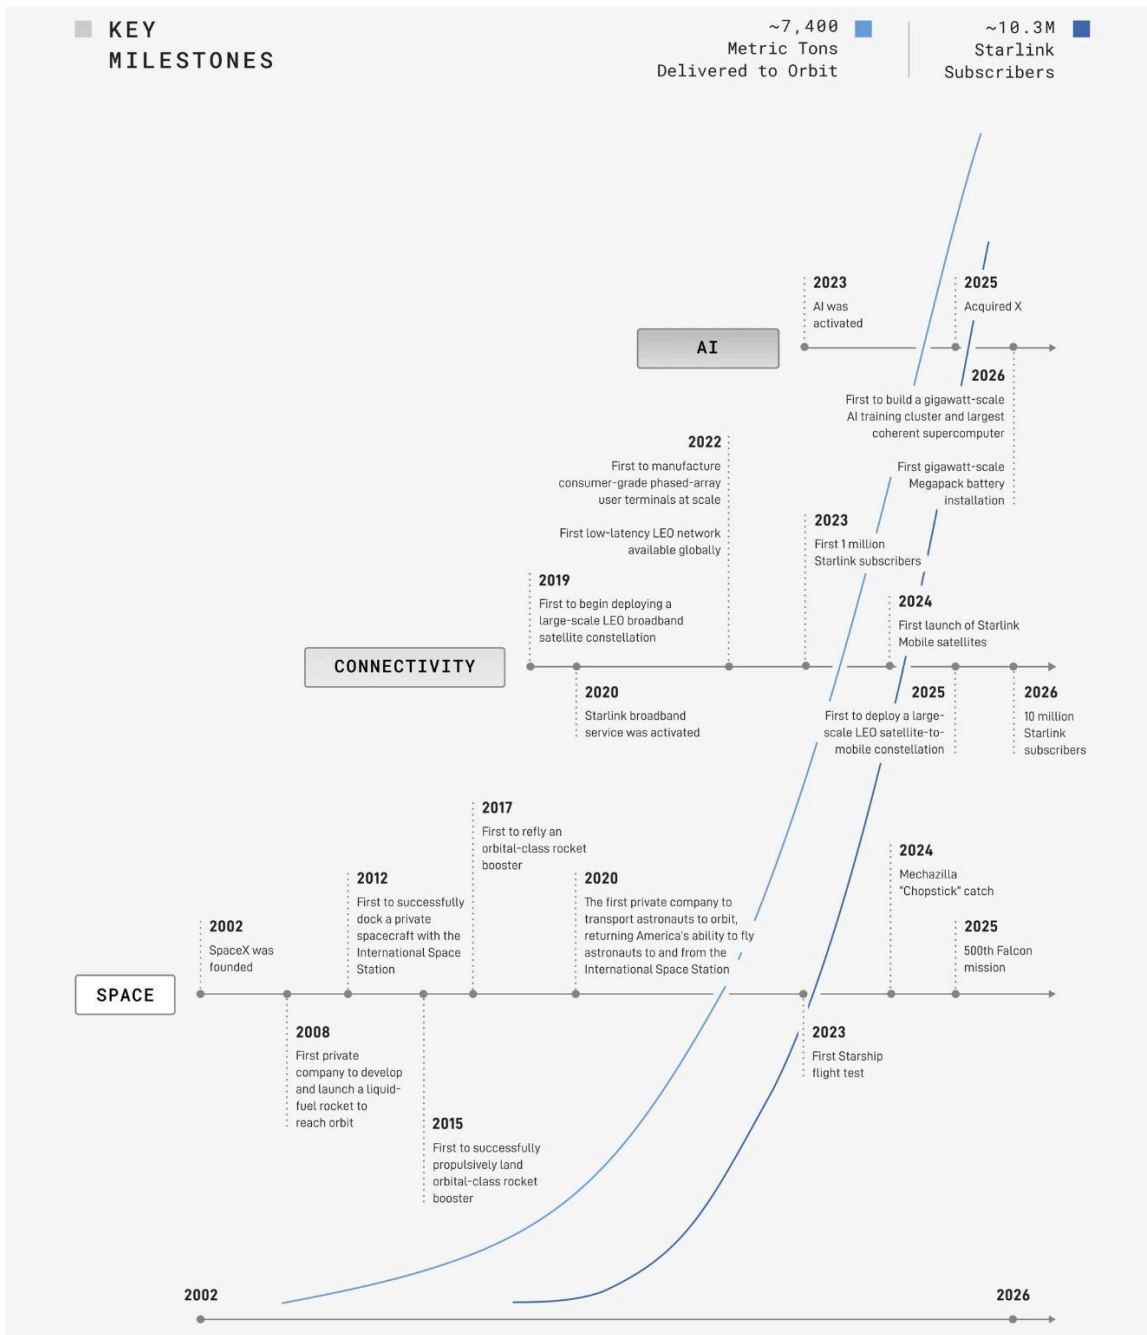 KEY
MILESTONES
~7,400
Metric Tons
Delivered to Orbit
~10.3M
Starlink
Subscribers
2023
AI was
activated
2025
Acquired X
AI
2026
First to build a gigawatt-scale
AI training cluster and largest
coherent supercomputer
First gigawatt-scale
Megapack battery
installation
2022
First to manufacture
consumer-grade phased-array
user terminals at scale
First low-latency LEO network
available globally
2023
First 1 million
Starlink subscribers
2019
First to begin deploying a
large-scale LEO broadband
satellite constellation
2024
First launch of Starlink
Mobile satellites
CONNECTIVITY
2020
Starlink broadband
service was activated
2025
First to deploy a large-
scale LEO satellite-to-
mobile constellation
2026
10 million
Starlink
subscribers
2017
First to refly an
orbital-class rocket
booster
2012
First to successfully
dock a private
spacecraft with the
International Space
Station
2020
The first private company to
transport astronauts to orbit,
returning America's ability to fly
astronauts to and from the
International Space Station
2024
Mechazilla
"Chopstick" catch
2002
SpaceX was
founded
2025
500th Falcon
mission
SPACE
2008
First private
company to develop
and launch a liquid-
fuel rocket to
reach orbit
2023
First Starship
flight test
2015
First to successfully
propulsively land
orbital-class rocket
booster
2002
2026